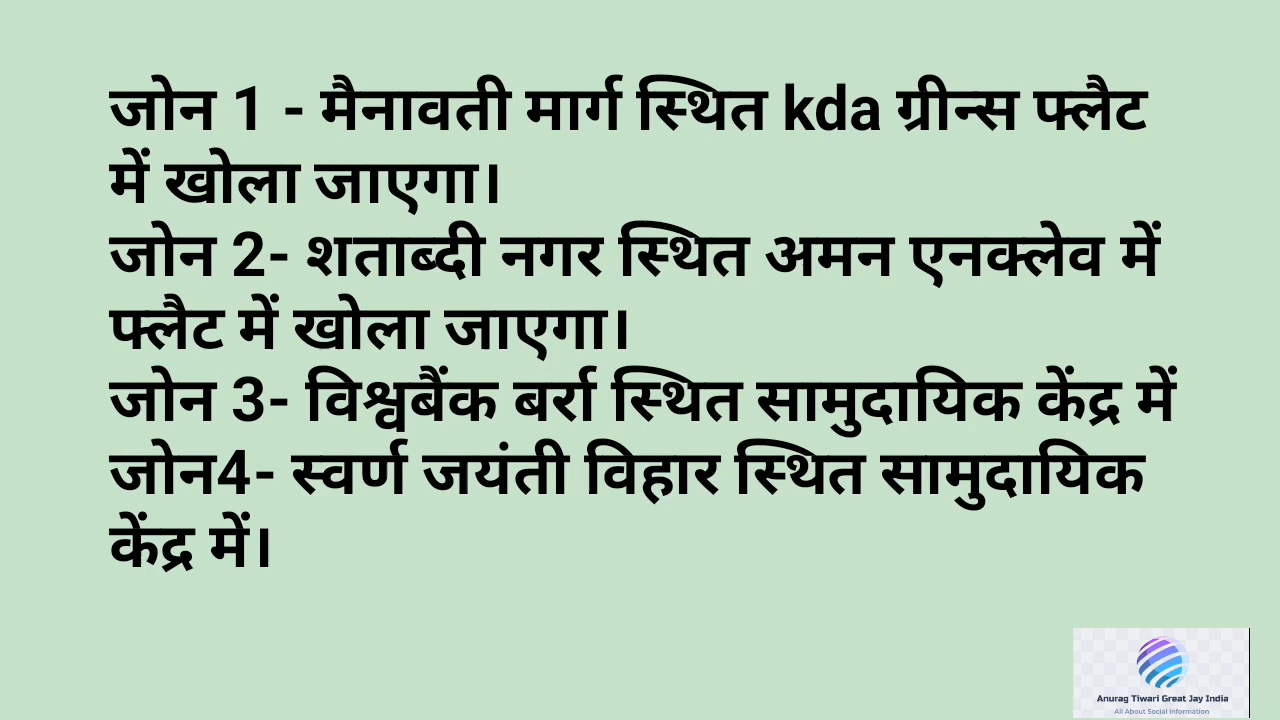 जोन 1 - मैनावती मार्ग स्थित kda ग्रीन्स फ्लैट
में खोला जाएगा।
जोन 2- शताब्दी नगर स्थित अमन एनक्लेव में
फ्लैट में खोला जाएगा।
जोन 3- विश्वबैंक बर्रा स्थित सामुदायिक केंद्र में
जोन4- स्वर्ण जयंती विहार स्थित सामुदायिक
केंद्र में।
Anurag Tiwari Great Jay India
All About Social Information